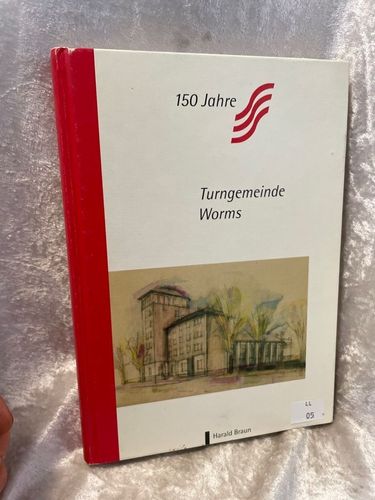 150 Jahre
Turngemeinde
Worms
LL
05
Harald Braun